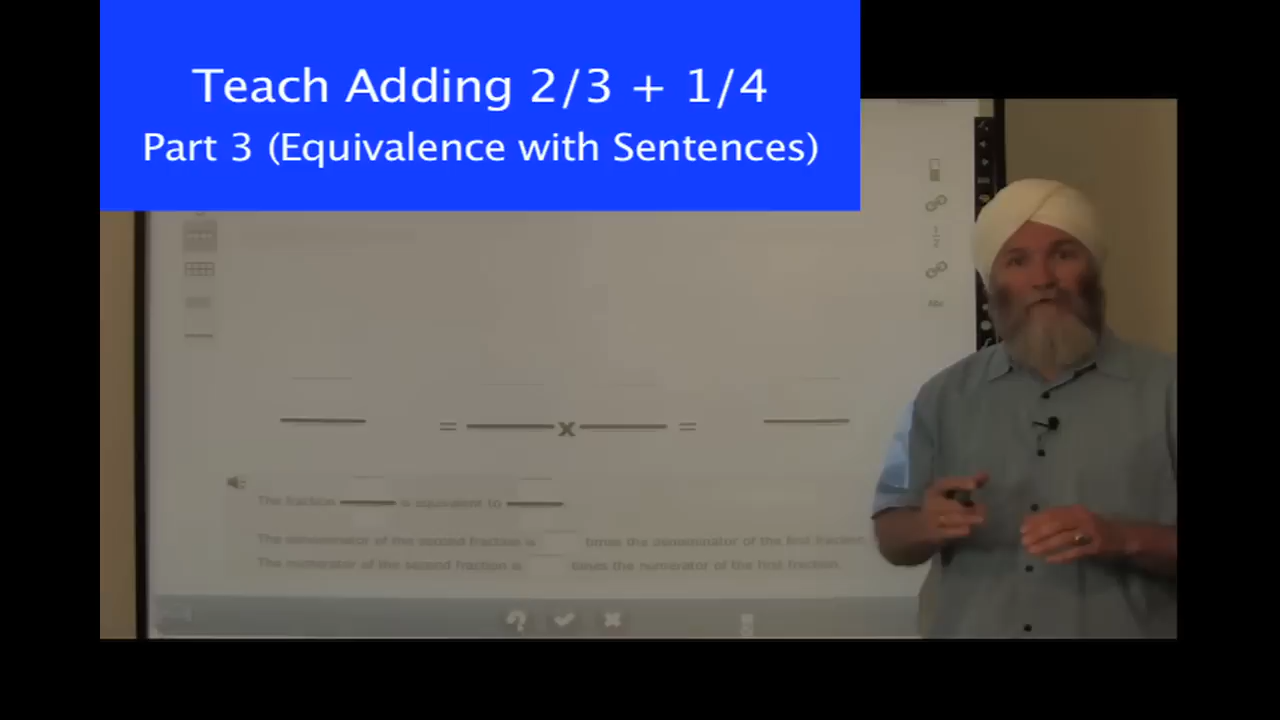 Teach Adding 2/3 + 1/4
Part 3 (Equivalence with Sentences)
= x =
The fraction is equivalent to
The denominator of the second fraction is times the denominator of the first fraction
The numerator of the second fraction is times the numerator of the first fraction.